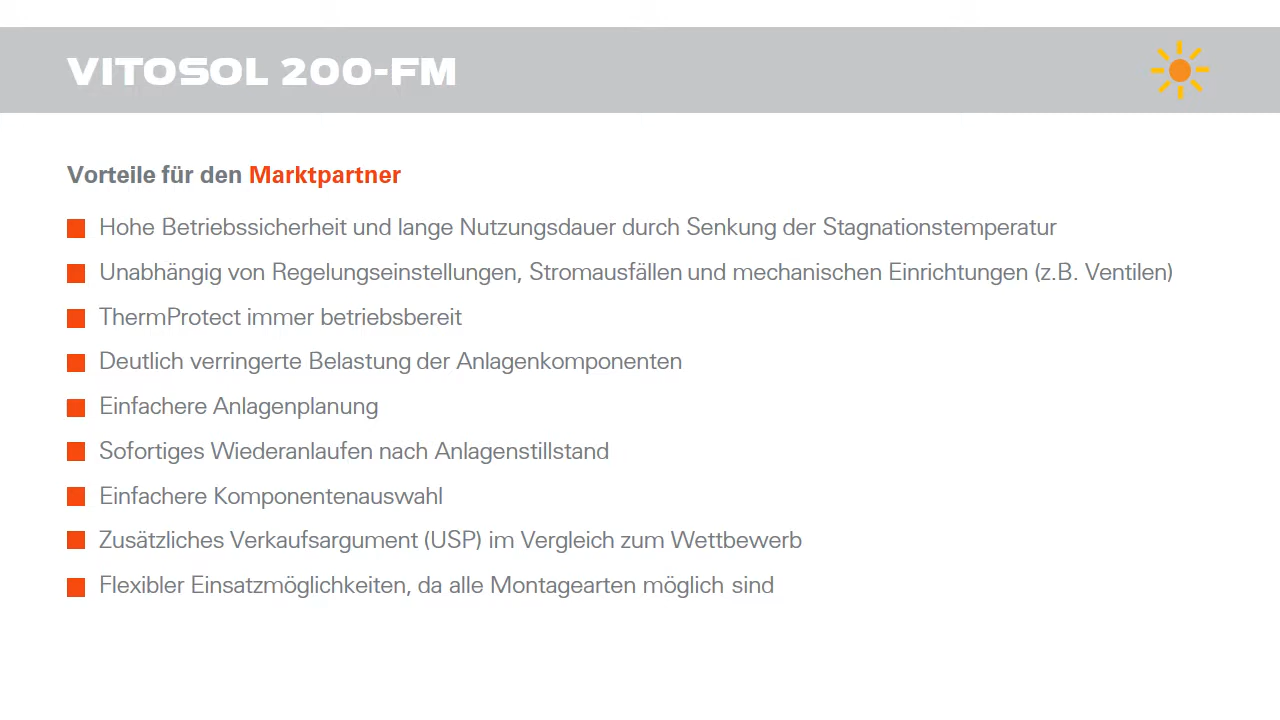 VITOSOL 200-FM
Vorteile für den Marktpartner
Hohe Betriebssicherheit und lange Nutzungsdauer durch Senkung der Stagnationstemperatur
Unabhängig von Regelungseinstellungen, Stromausfällen und mechanischen Einrichtungen (z.B. Ventilen)
ThermProtect immer betriebsbereit
Deutlich verringerte Belastung der Anlagenkomponenten
Einfachere Anlagenplanung
Sofortiges Wiederanlaufen nach Anlagenstillstand
Einfachere Komponentenauswahl
Zusätzliches Verkaufsargument (USP) im Vergleich zum Wettbewerb
Flexibler Einsatzmöglichkeiten, da alle Montagearten möglich sind